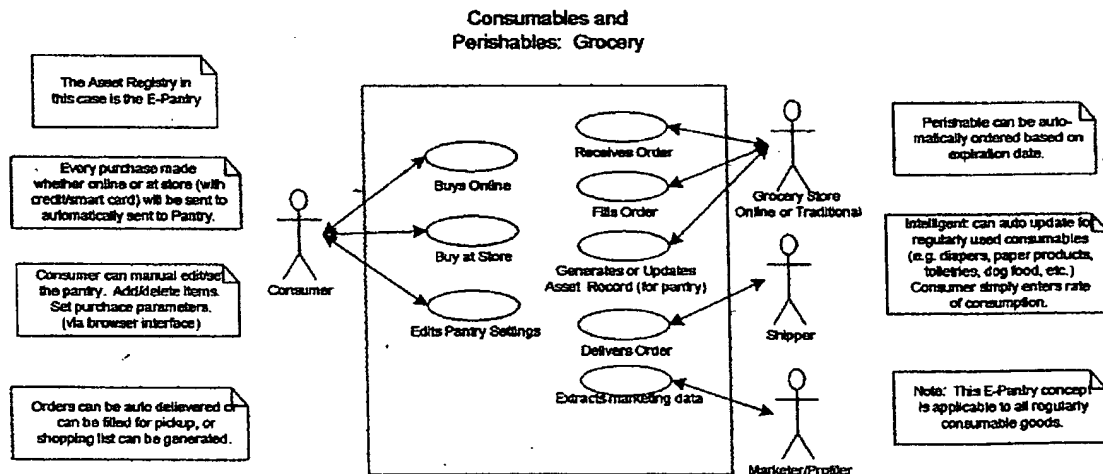 Consumables and
Perishables: Grocery
The Asset Registry in
this case is the E-Pantry
Every purchase made
whether online or at store (with
credit/smart card) will be sent to
automatically sent to Pantry.
Consumer can manual edit/set
the pantry. Add/delete items.
Set purchace parameters.
(via browser interface)
Orders can be auto delievered or
can be filled for pickup, or
shopping list can be generated.
Consumer
Buys Online
Buy at Store
Edits Pantry Settings
Receives Order
Fills Order
Generates or Updates
Asset Record (for pantry)
Delivers Order
Extracts marketing data
Grocery Store
Online or Traditional
Shipper
Marketer/Profiler
Perishable can be auto-
matically ordered based on
expiration date.
Intelligent: can auto update for
regularly used consumables
(e.g. diapers, paper products,
toiletries, dog food, etc.)
Consumer simply enters rate
of consumption.
Note: This E-Pantry concept
is applicable to all regularly
consumable goods.